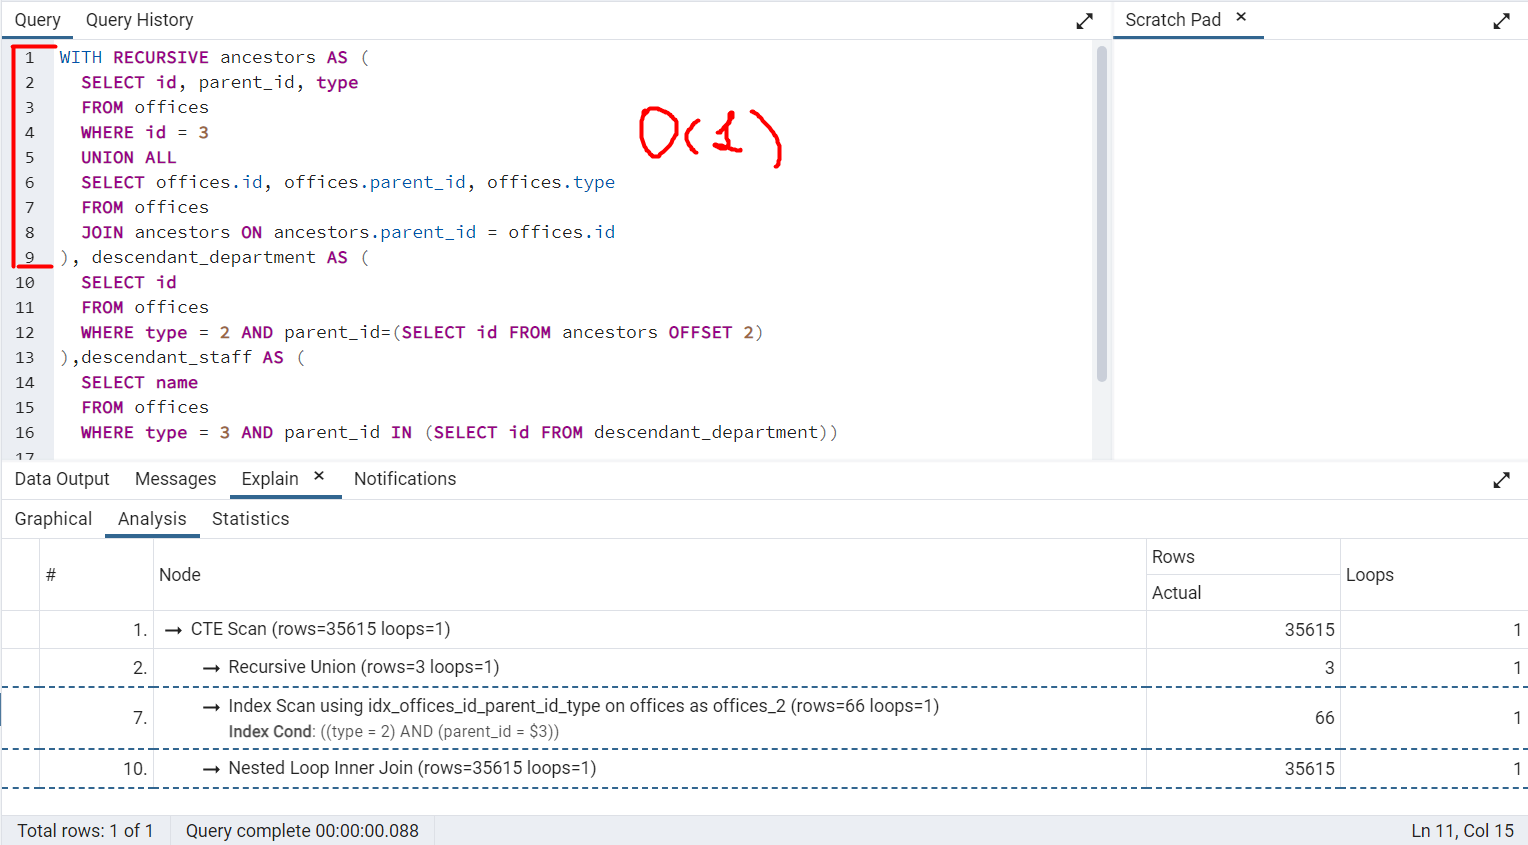 Query Query History
Scratch Pad ×
1 WITH RECURSIVE ancestors AS (
2 SELECT id, parent_id, type
3 FROM offices
4 WHERE id = 3
5 UNION ALL
6 SELECT offices.id, offices.parent_id, offices.type
7 FROM offices
8 JOIN ancestors ON ancestors.parent_id = offices.id
9 ), descendant_department AS (
10 SELECT id
11 FROM offices
12 WHERE type = 2 AND parent_id=(SELECT id FROM ancestors OFFSET 2)
13 ),descendant_staff AS (
14 SELECT name
15 FROM offices
16 WHERE type = 3 AND parent_id IN (SELECT id FROM descendant_department))
17
O(1)
Data Output Messages Explain × Notifications
Graphical Analysis Statistics
# Node Rows Loops
Actual
1. → CTE Scan (rows=35615 loops=1) 35615 1
2. → Recursive Union (rows=3 loops=1) 3 1
7. → Index Scan using idx_offices_id_parent_id_type on offices as offices_2 (rows=66 loops=1) 66 1
Index Cond: ((type = 2) AND (parent_id = $3))
10. → Nested Loop Inner Join (rows=35615 loops=1) 35615 1
Total rows: 1 of 1 Query complete 00:00:00.088 Ln 11, Col 15